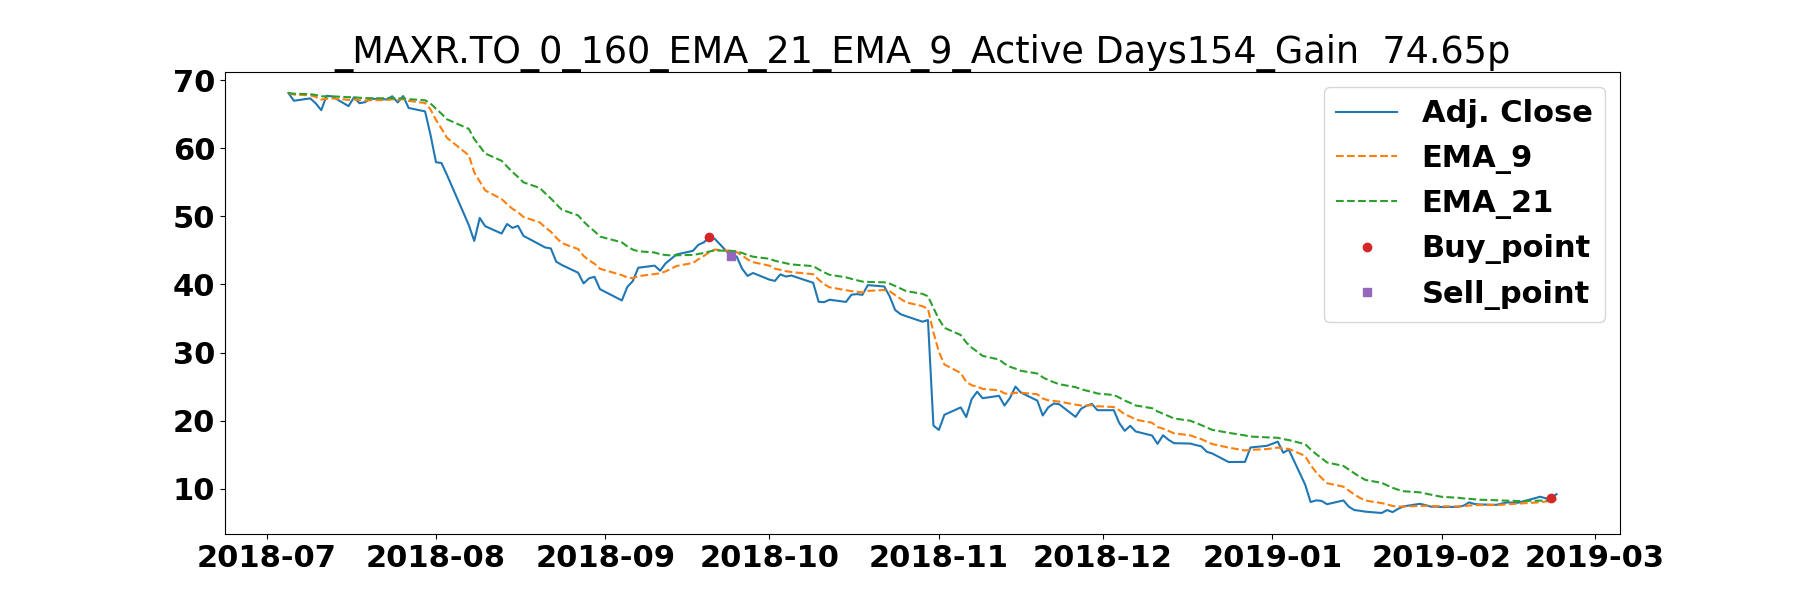 _MAXR.TO_0_160_EMA_21_EMA_9_Active Days154_Gain  74.65p
70
60
50
40
30
20
10
Adj. Close
EMA_9
EMA_21
Buy_point
Sell_point
2018-07 2018-08 2018-09 2018-10 2018-11 2018-12 2019-01 2019-02 2019-03